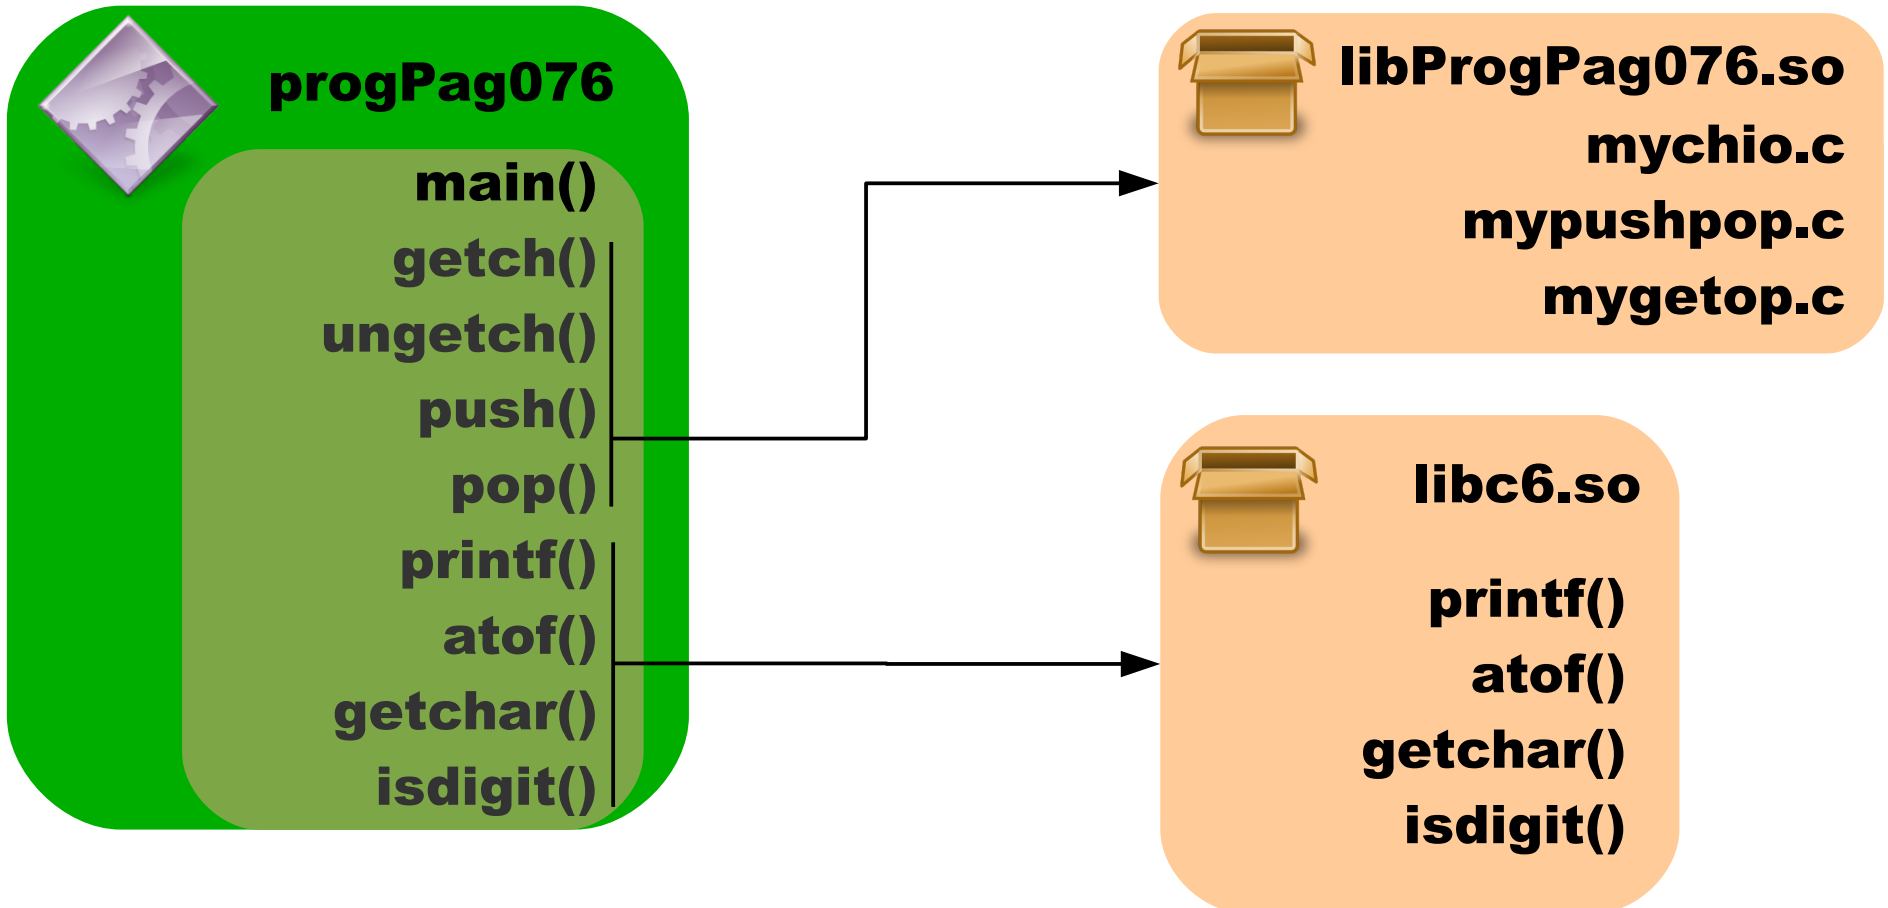 progPag076
main()
getch()
ungetch()
push()
pop()
printf()
atof()
getchar()
isdigit()
libProgPag076.so
mychio.c
mypushpop.c
mygetop.c
libc6.so
printf()
atof()
getchar()
isdigit()